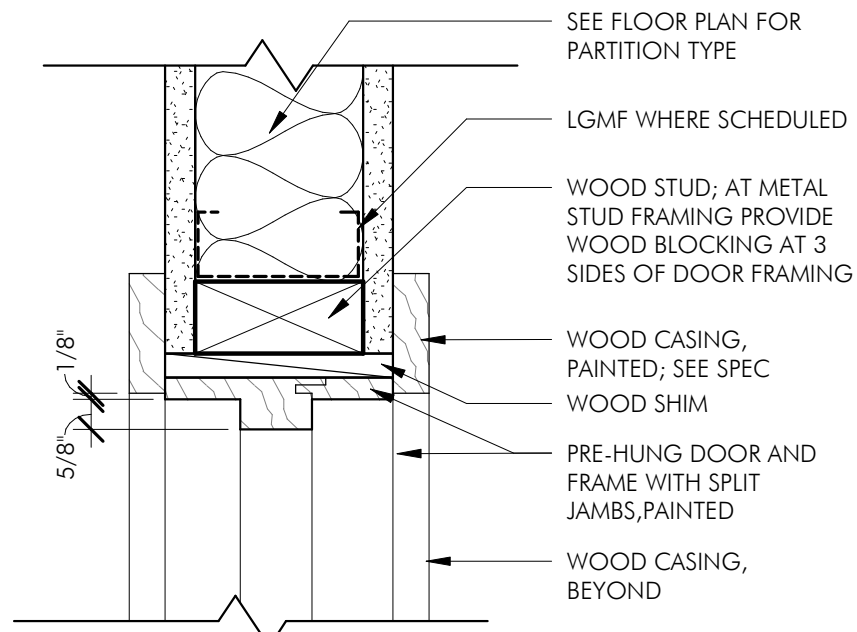 SEE FLOOR PLAN FOR
PARTITION TYPE
LGMF WHERE SCHEDULED
WOOD STUD; AT METAL
STUD FRAMING PROVIDE
WOOD BLOCKING AT 3
SIDES OF DOOR FRAMING
WOOD CASING,
PAINTED; SEE SPEC
WOOD SHIM
PRE-HUNG DOOR AND
FRAME WITH SPLIT
JAMBS,PAINTED
WOOD CASING,
BEYOND
1/8"
5/8"